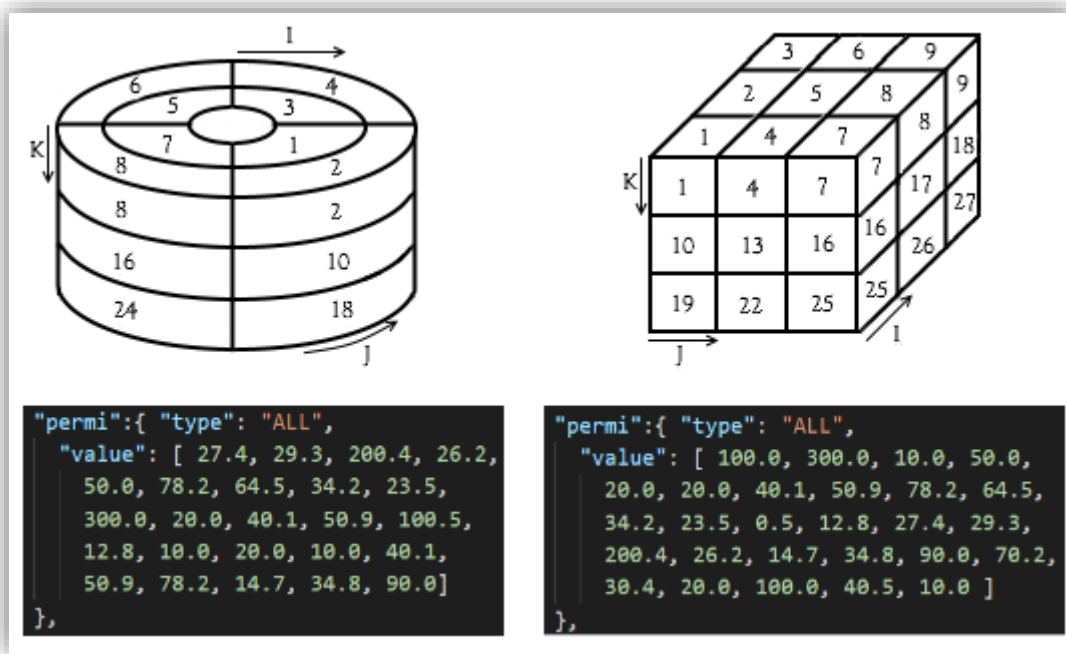 I
6 4
5 3
K
7 1
8 2
8 2
16 10
24 18
J
3 6 9
2 5 8 9
1 4 7 8 18
K 1 4 7 7 17 27
10 13 16 16 26
19 22 25 25
J I
"permi":{ "type": "ALL",
"value": [ 27.4, 29.3, 200.4, 26.2,
50.0, 78.2, 64.5, 34.2, 23.5,
300.0, 20.0, 40.1, 50.9, 100.5,
12.8, 10.0, 20.0, 10.0, 40.1,
50.9, 78.2, 14.7, 34.8, 90.0]
},
"permi":{ "type": "ALL",
"value": [ 100.0, 300.0, 10.0, 50.0,
20.0, 20.0, 40.1, 50.9, 78.2, 64.5,
34.2, 23.5, 0.5, 12.8, 27.4, 29.3,
200.4, 26.2, 14.7, 34.8, 90.0, 70.2,
30.4, 20.0, 100.0, 40.5, 10.0 ]
},